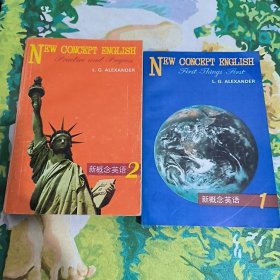 NEW CONCEPT ENGLISH
Practice and Progress
L. G. ALEXANDER
新概念英语 2
NEW CONCEPT ENGLISH
First Things First
L. G. ALEXANDER
新概念英语 1